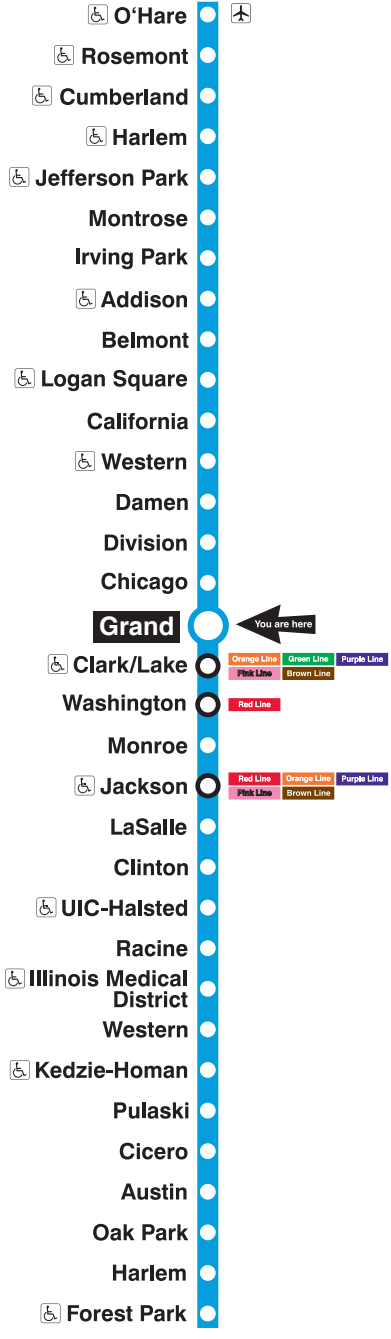 O'Hare
Rosemont
Cumberland
Harlem
Jefferson Park
Montrose
Irving Park
Addison
Belmont
Logan Square
California
Western
Damen
Division
Chicago
Grand
You are here
Clark/Lake
Orange Line Green Line Purple Line
Pink Line Brown Line
Washington
Red Line
Monroe
Jackson
Red Line Orange Line Purple Line
Pink Line Brown Line
LaSalle
Clinton
UIC-Halsted
Racine
Illinois Medical
District
Western
Kedzie-Homan
Pulaski
Cicero
Austin
Oak Park
Harlem
Forest Park